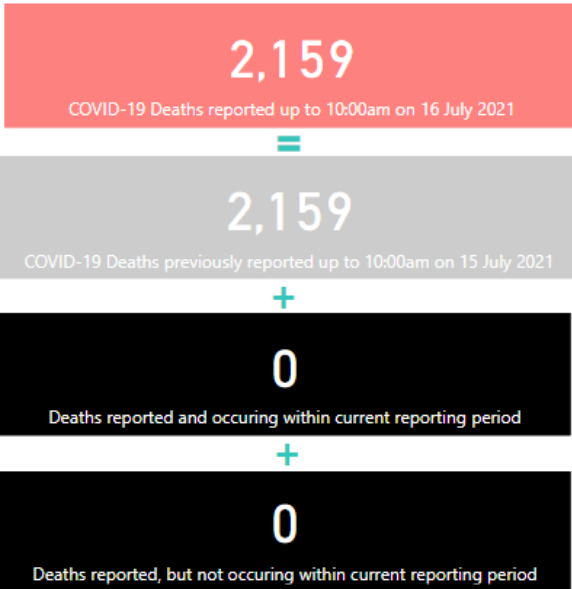 2,159
COVID-19 Deaths reported up to 10:00am on 16 July 2021
=
2,159
COVID-19 Deaths previously reported up to 10:00am on 15 July 2021
+
0
Deaths reported and occuring within current reporting period
+
0
Deaths reported, but not occuring within current reporting period